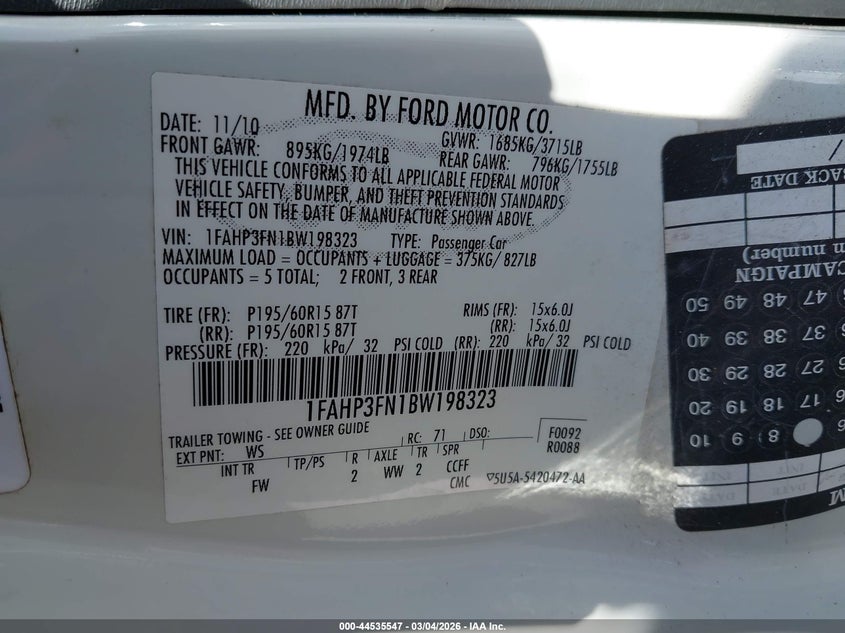 MFD. BY FORD MOTOR CO.
DATE: 11/10 GVWR: 1685KG/3715LB
FRONT GAWR: 895KG/1974LB REAR GAWR: 796KG/1755LB
THIS VEHICLE CONFORMS TO ALL APPLICABLE FEDERAL MOTOR
VEHICLE SAFETY, BUMPER, AND THEFT PREVENTION STANDARDS
IN EFFECT ON THE DATE OF MANUFACTURE SHOWN ABOVE.
VIN: 1FAHP3FN1BW198323 TYPE: Passenger Car
MAXIMUM LOAD = OCCUPANTS + LUGGAGE = 375KG/ 827LB
OCCUPANTS = 5 TOTAL; 2 FRONT, 3 REAR
TIRE (FR): P195/60R15 87T RIMS (FR): 15x6.0J
(RR): P195/60R15 87T (RR): 15x6.0J
PRESSURE (FR): 220 kPa/ 32 PSI COLD (RR): 220 kPa/ 32 PSI COLD
1FAHP3FN1BW198323
TRAILER TOWING - SEE OWNER GUIDE
EXT PNT: WS RC: 71 DSO: F0092
R0088
INT TR TP/PS R AXLE TR SPR
FW 2 WW 2 CCFF
CMC 5U5A-5420472-AA
BACK DATE
CAMPAIGN
number)
50 49 48 47
40 39 38 37
30 29 28 27
20 19 18 17
10 9 8
DATE INIT
000-44535547 — 03/04/2026 — IAA Inc.